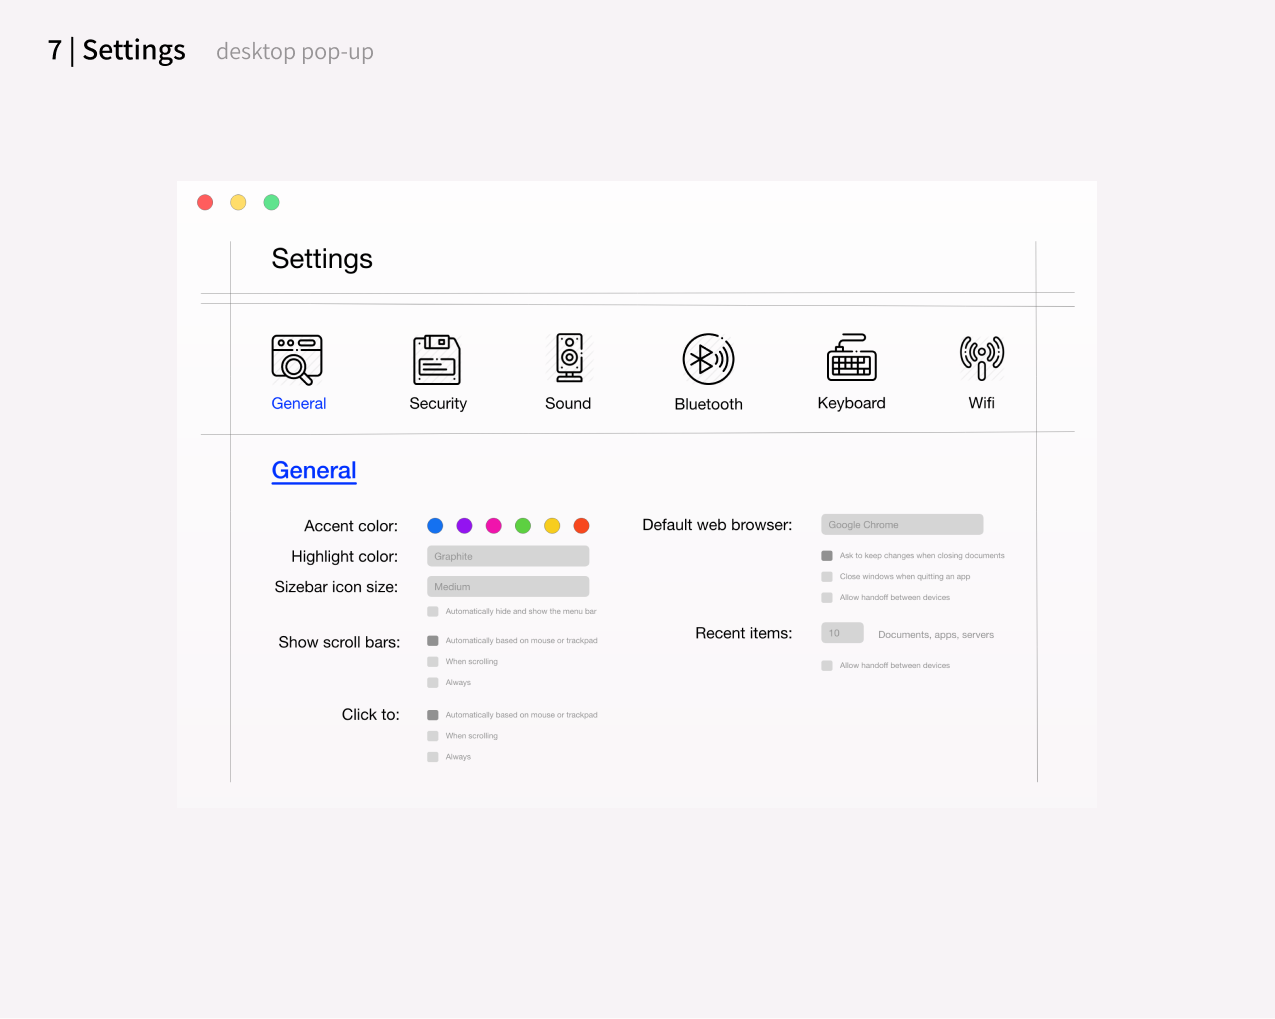 7 | Settings desktop pop-up
Settings
General Security Sound Bluetooth Keyboard Wifi
General
Accent color:
Highlight color: Graphite
Sizebar icon size: Medium
Automatically hide and show the menu bar
Show scroll bars: Automatically based on mouse or trackpad
When scrolling
Always
Click to: Automatically based on mouse or trackpad
When scrolling
Always
Default web browser: Google Chrome
Ask to keep changes when closing documents
Close windows when quitting an app
Allow handoff between devices
Recent items: 10 Documents, apps, servers
Allow handoff between devices